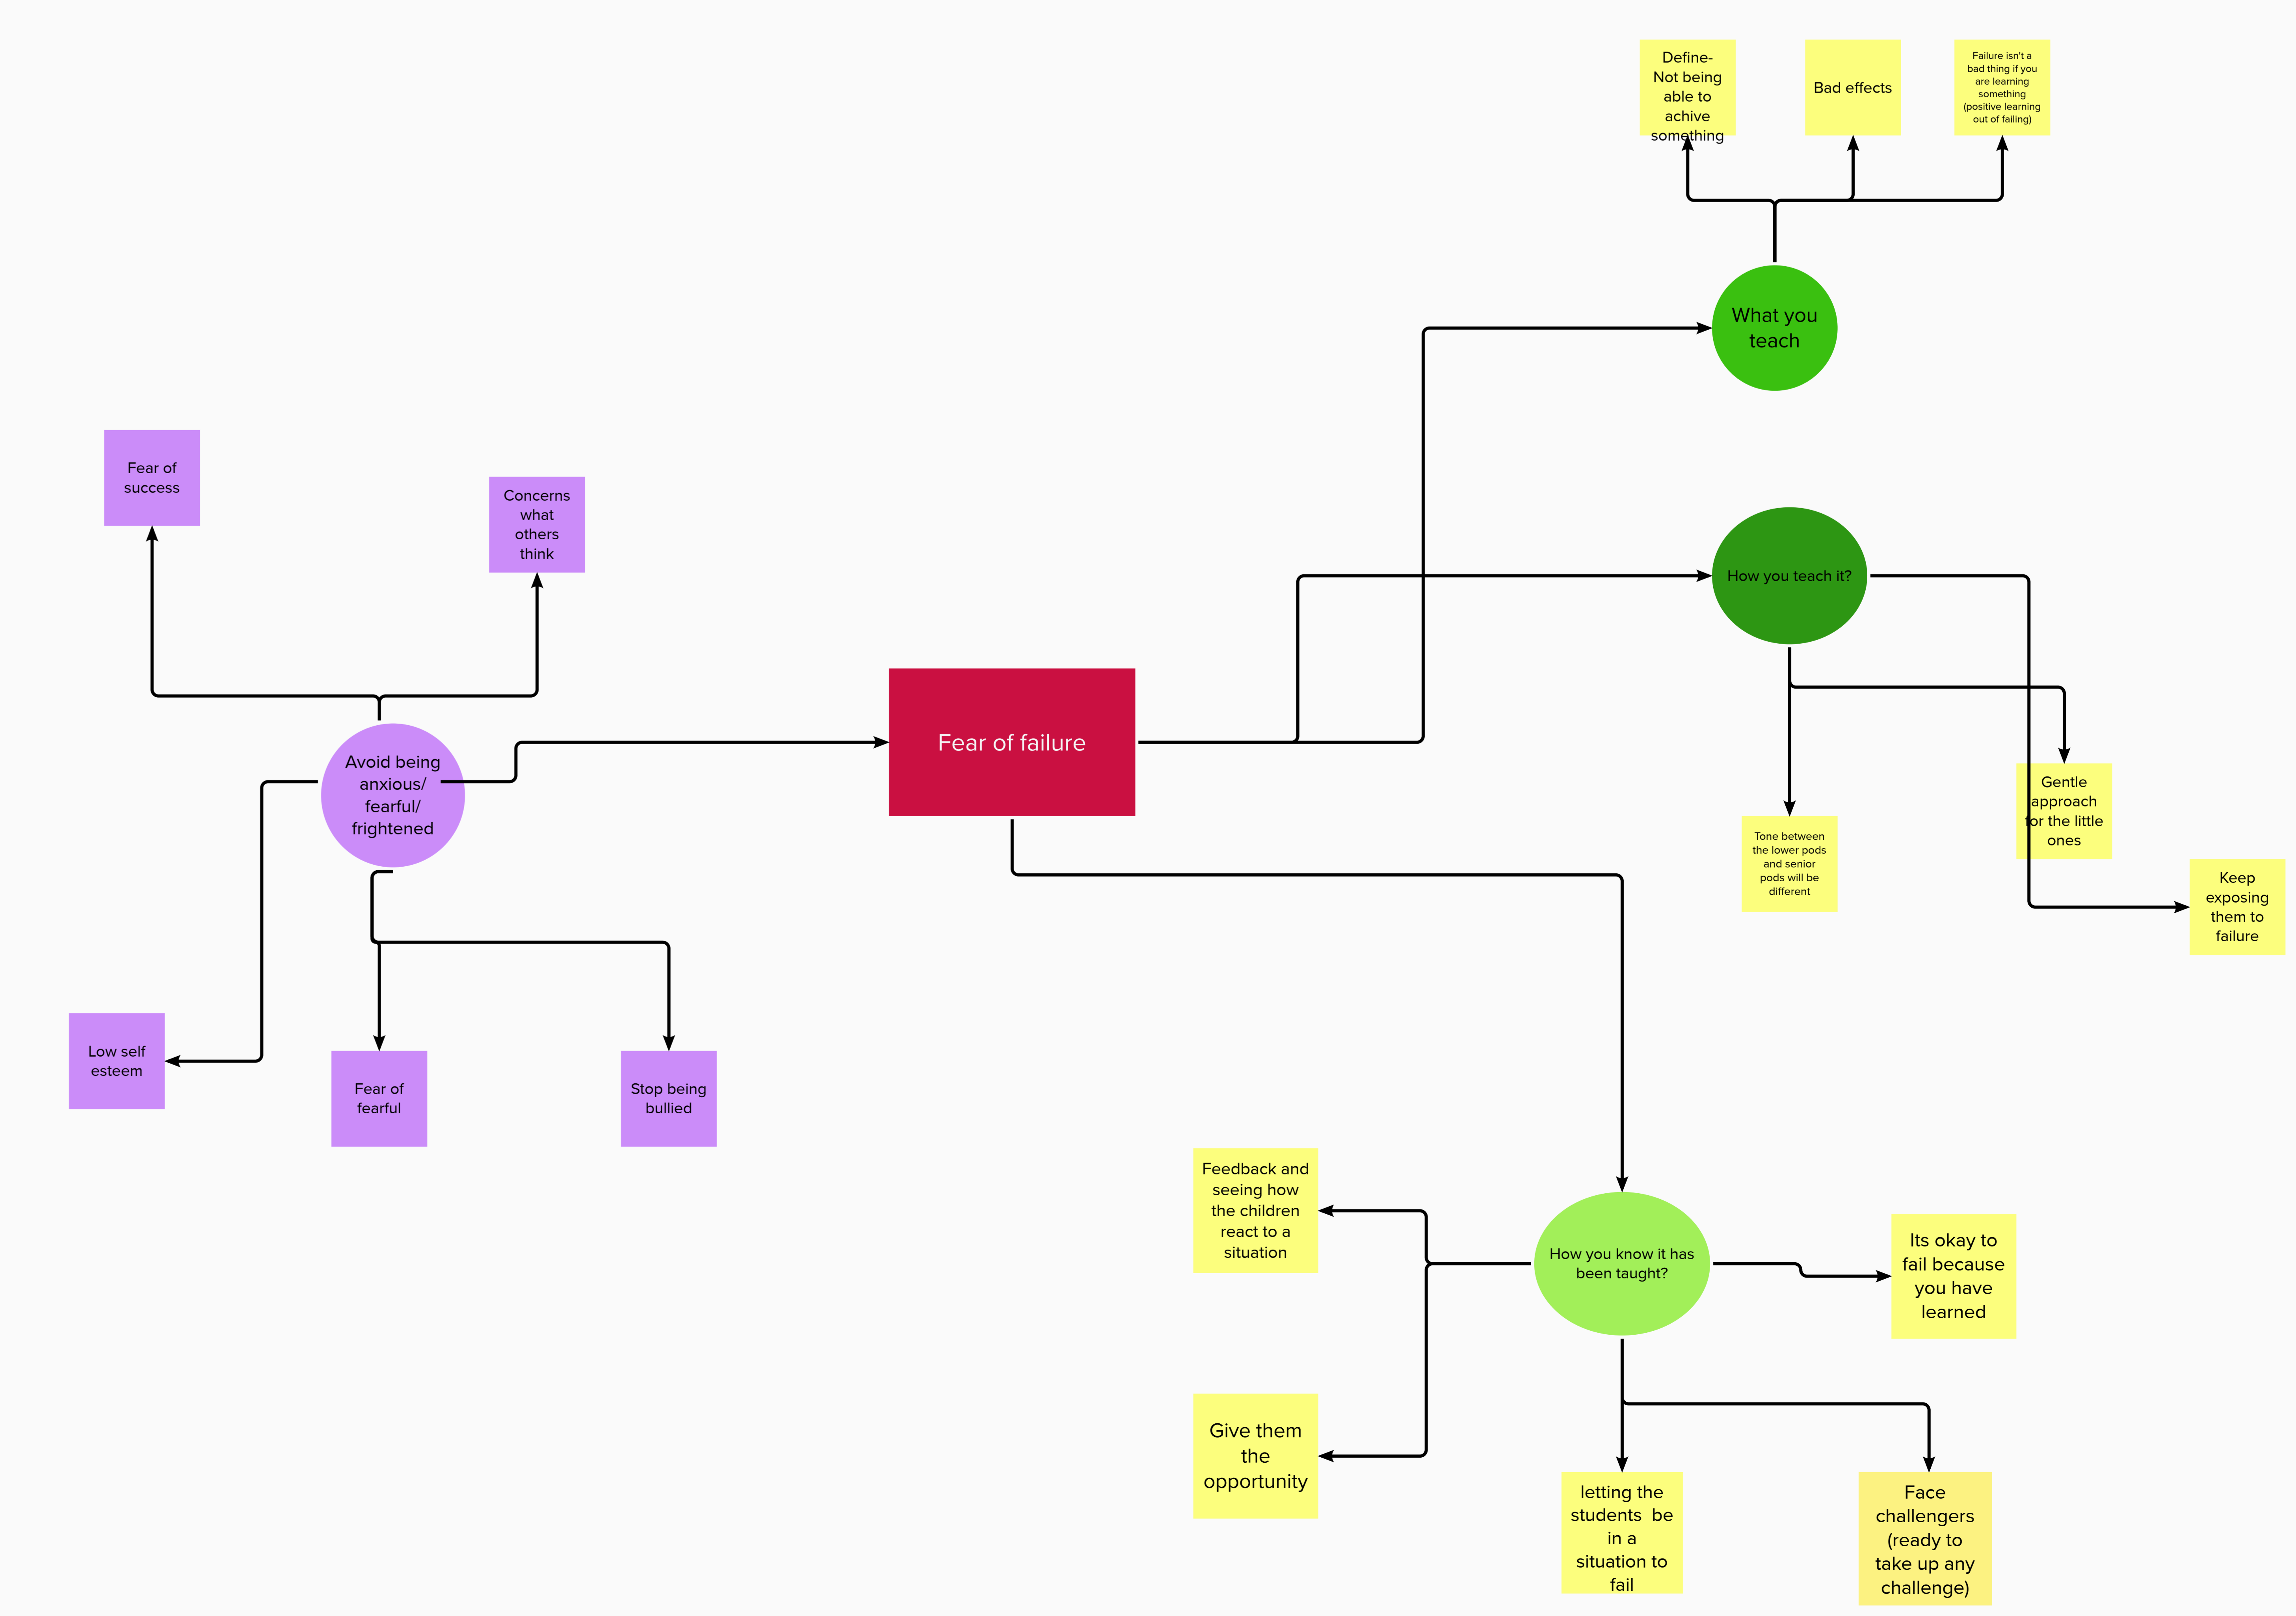 Define-
Not being
able to
achive
something
Bad effects
Failure isn't a
bad thing if you
are learning
something
(positive learning
out of failing)
What you
teach
Fear of
success
Concerns
what
others
think
How you teach it?
Avoid being
anxious/
fearful/
frightened
Fear of failure
Gentle
approach
for the little
ones
Tone between
the lower pods
and senior
pods will be
different
Keep
exposing
them to
failure
Low self
esteem
Fear of
fearful
Stop being
bullied
Feedback and
seeing how
the children
react to a
situation
How you know it has
been taught?
Its okay to
fail because
you have
learned
Give them
the
opportunity
letting the
students  be
in a
situation to
fail
Face
challengers
(ready to
take up any
challenge)